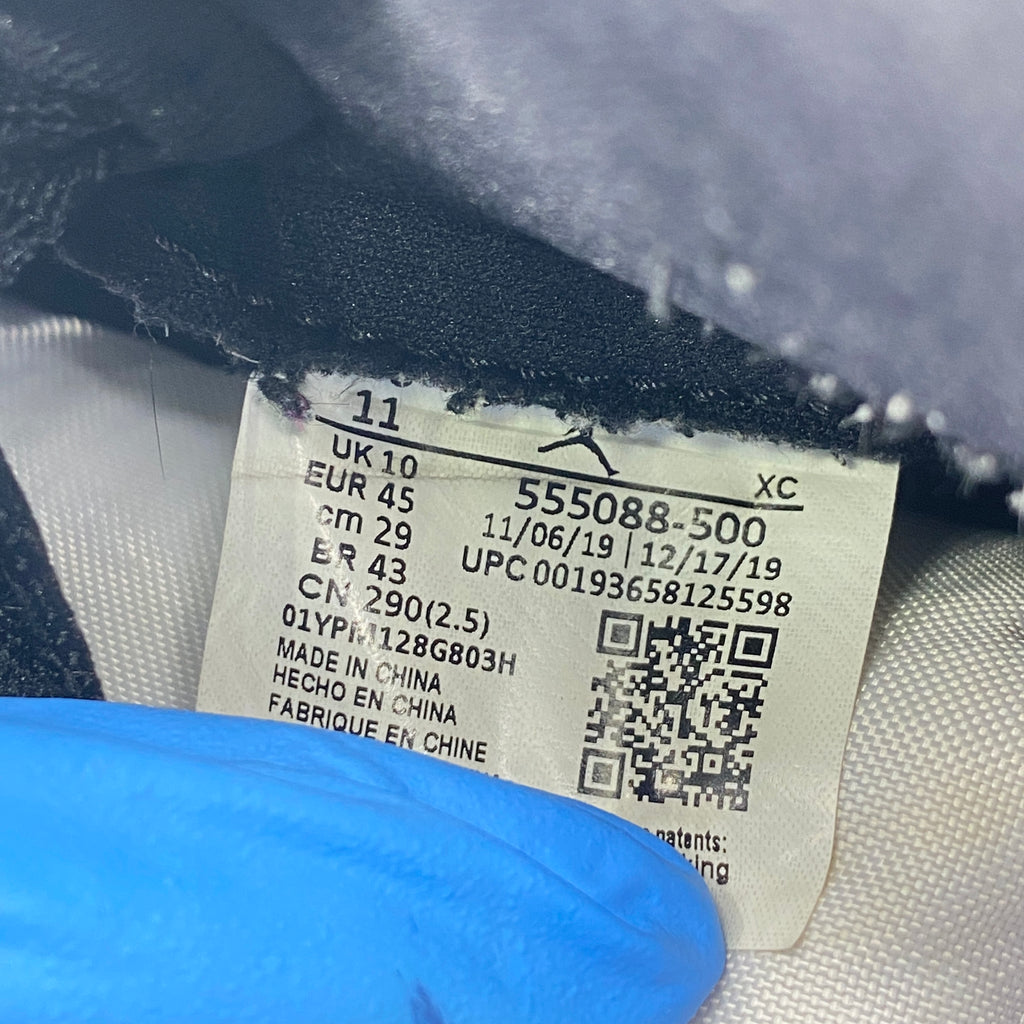 11
XC
UK 10
EUR 45
cm 29
BR 43
CN 290(2.5)
01YPM128G803H
MADE IN CHINA
HECHO EN CHINA
FABRIQUE EN CHINE
555088-500
11/06/19 | 12/17/19
UPC 00193658125598
patents: